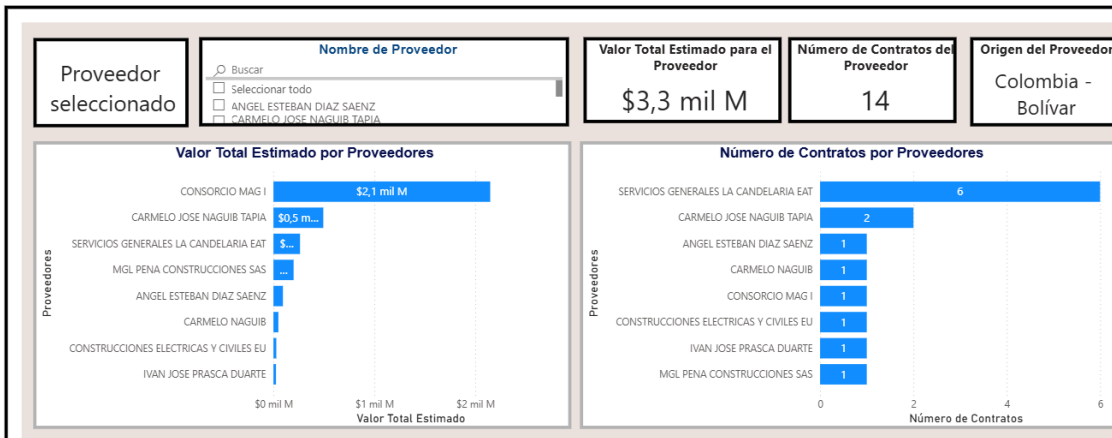 Proveedor
seleccionado
Nombre de Proveedor
Buscar
Seleccionar todo
ANGEL ESTEBAN DIAZ SAENZ
CARMELO JOSE NAGUIB TAPIA
Valor Total Estimado para el
Proveedor
$3,3 mil M
Número de Contratos del
Proveedor
14
Origen del Proveedor
Colombia -
Bolívar
Valor Total Estimado por Proveedores
Proveedores
CONSORCIO MAG I
$2,1 mil M
CARMELO JOSE NAGUIB TAPIA
$0,5 m...
SERVICIOS GENERALES LA CANDELARIA EAT
$...
MGL PENA CONSTRUCCIONES SAS
...
ANGEL ESTEBAN DIAZ SAENZ
CARMELO NAGUIB
CONSTRUCCIONES ELECTRICAS Y CIVILES EU
IVAN JOSE PRASCA DUARTE
$0 mil M $1 mil M $2 mil M
Valor Total Estimado
Número de Contratos por Proveedores
Proveedores
SERVICIOS GENERALES LA CANDELARIA EAT
6
CARMELO JOSE NAGUIB TAPIA
2
ANGEL ESTEBAN DIAZ SAENZ
1
CARMELO NAGUIB
1
CONSORCIO MAG I
1
CONSTRUCCIONES ELECTRICAS Y CIVILES EU
1
IVAN JOSE PRASCA DUARTE
1
MGL PENA CONSTRUCCIONES SAS
1
0 2 4 6
Número de Contratos